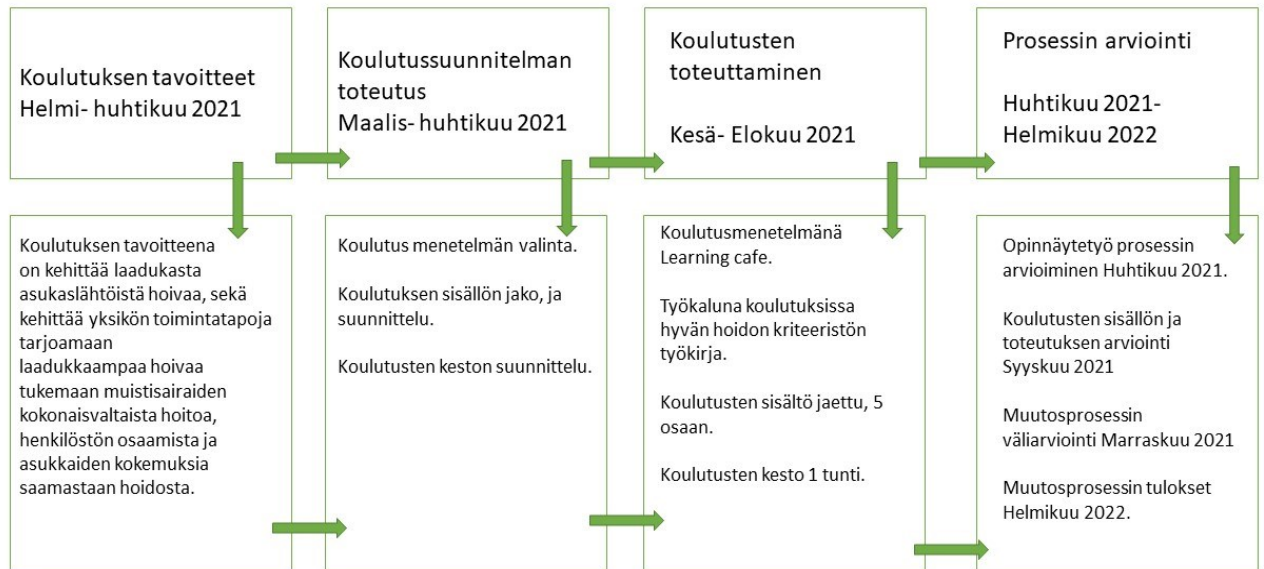 Koulutuksen tavoitteet
Helmi- huhtikuu 2021
Koulutussuunnitelman
toteutus
Maalis- huhtikuu 2021
Koulutusten
toteuttaminen
Kesä- Elokuu 2021
Prosessin arviointi
Huhtikuu 2021-
Helmikuu 2022
Koulutuksen tavoitteena
on kehittää laadukasta
asukaslähtöistä hoivaa, sekä
kehittää yksikön toimintatapoja
tarjoamaan
laadukkaampaa hoivaa
tukemaan muistisairaiden
kokonaisvaltaista hoitoa,
henkilöstön osaamista ja
asukkaiden kokemuksia
saamastaan hoidosta.
Koulutus menetelmän valinta.
Koulutuksen sisällön jako, ja
suunnittelu.
Koulutusten keston suunnittelu.
Koulutusmenetelmänä
Learning cafe.
Työkaluna koulutuksissa
hyvän hoidon kriteeristön
työkirja.
Koulutusten sisältö jaettu, 5
osaan.
Koulutusten kesto 1 tunti.
Opinnäytetyö prosessin
arvioiminen Huhtikuu 2021.
Koulutusten sisällön ja
toteutuksen arviointi
Syyskuu 2021
Muutosprosessin
väliarviointi Marraskuu 2021
Muutosprosessin tulokset
Helmikuu 2022.